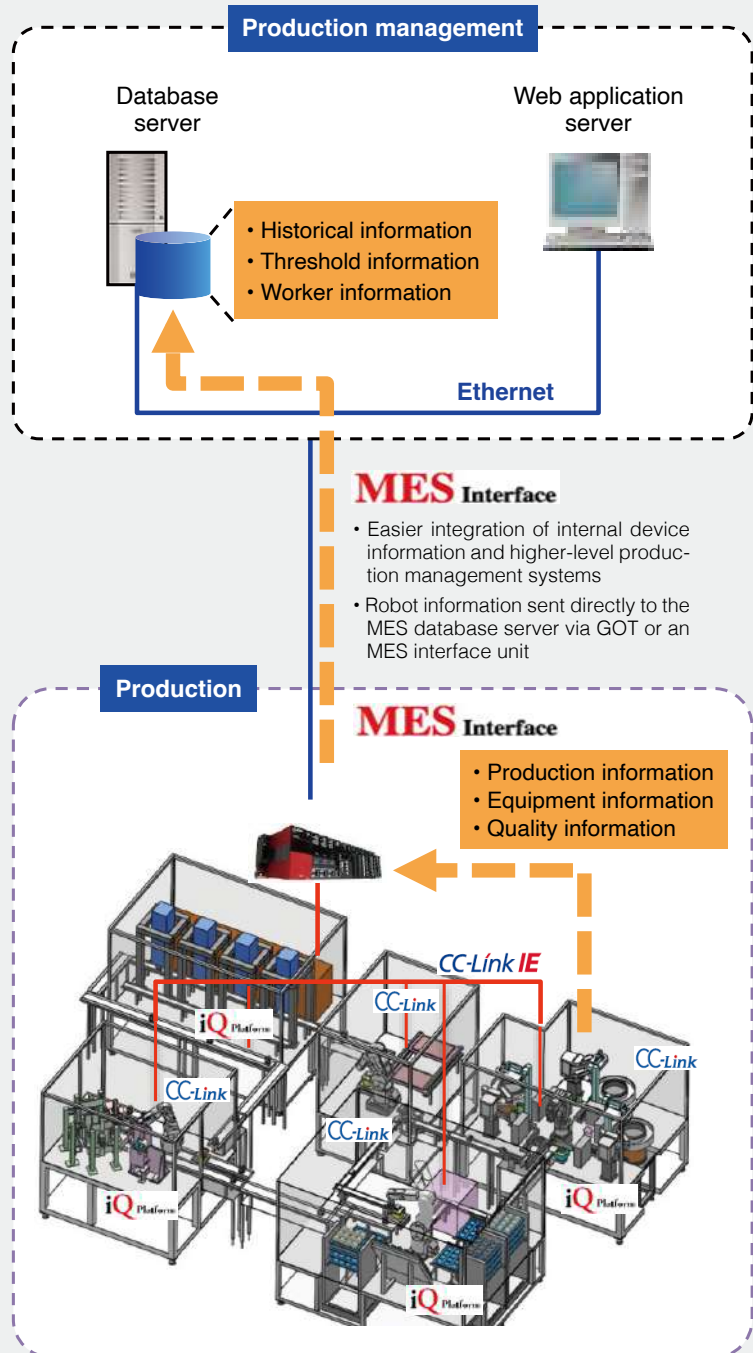 Production management
Database
server
Web application
server
• Historical information
• Threshold information
• Worker information
Ethernet
MES Interface
• Easier integration of internal device
information and higher-level produc-
tion management systems
• Robot information sent directly to the
MES database server via GOT or an
MES interface unit
Production
MES Interface
• Production information
• Equipment information
• Quality information
CC-Link IE
CC-Link
iQ Platform
CC-Link
CC-Link
CC-Link
iQ Platform
iQ Platform
iQ Platform